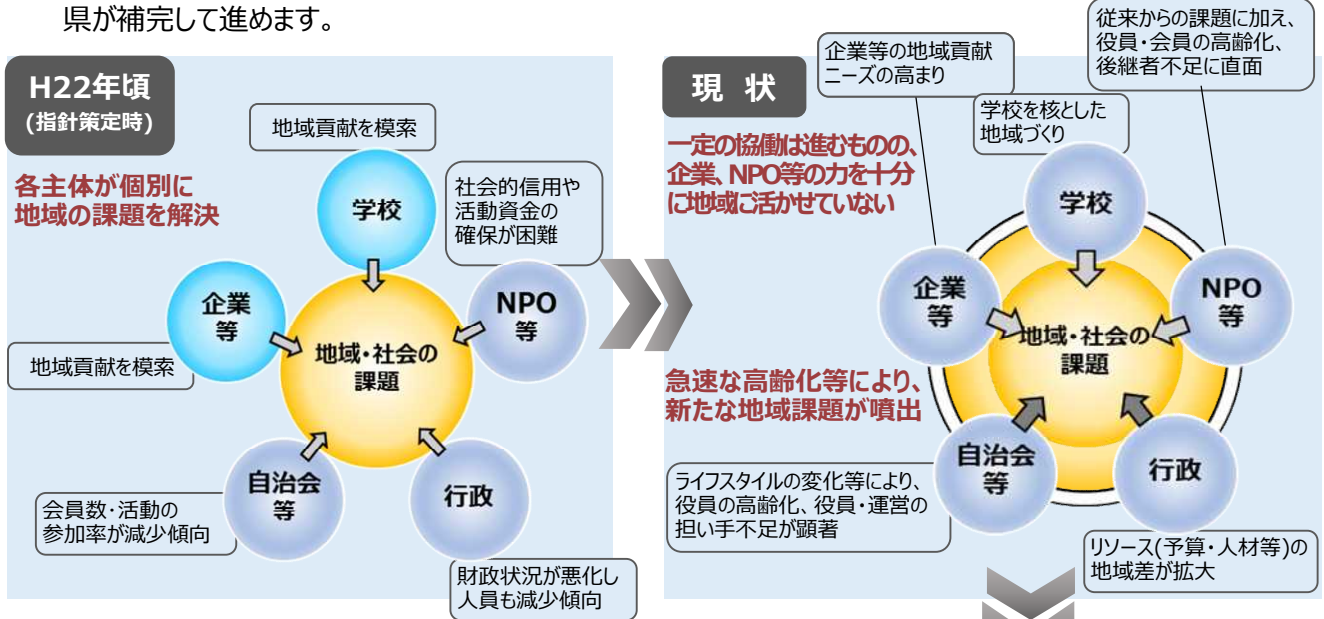 県が補完して進めます。
H22年頃
(指針策定時)
各主体が個別に
地域の課題を解決
地域貢献を模索
学校
社会的信用や
活動資金の
確保が困難
企業
等
NPO
等
地域貢献を模索
地域・社会の
課題
自治会
等
行政
会員数・活動の
参加率が減少傾向
財政状況が悪化し
人員も減少傾向
現 状
一定の協働は進むものの、
企業、NPO等の力を十分
に地域に活かせていない
企業等の地域貢献
ニーズの高まり
従来からの課題に加え、
役員・会員の高齢化、
後継者不足に直面
学校を核とした
地域づくり
学校
企業
等
NPO
等
地域・社会の
課題
急速な高齢化等により、
新たな地域課題が噴出
自治会
等
行政
ライフスタイルの変化等により、
役員の高齢化、役員・運営の
担い手不足が顕著
リソース(予算・人材等)の
地域差が拡大